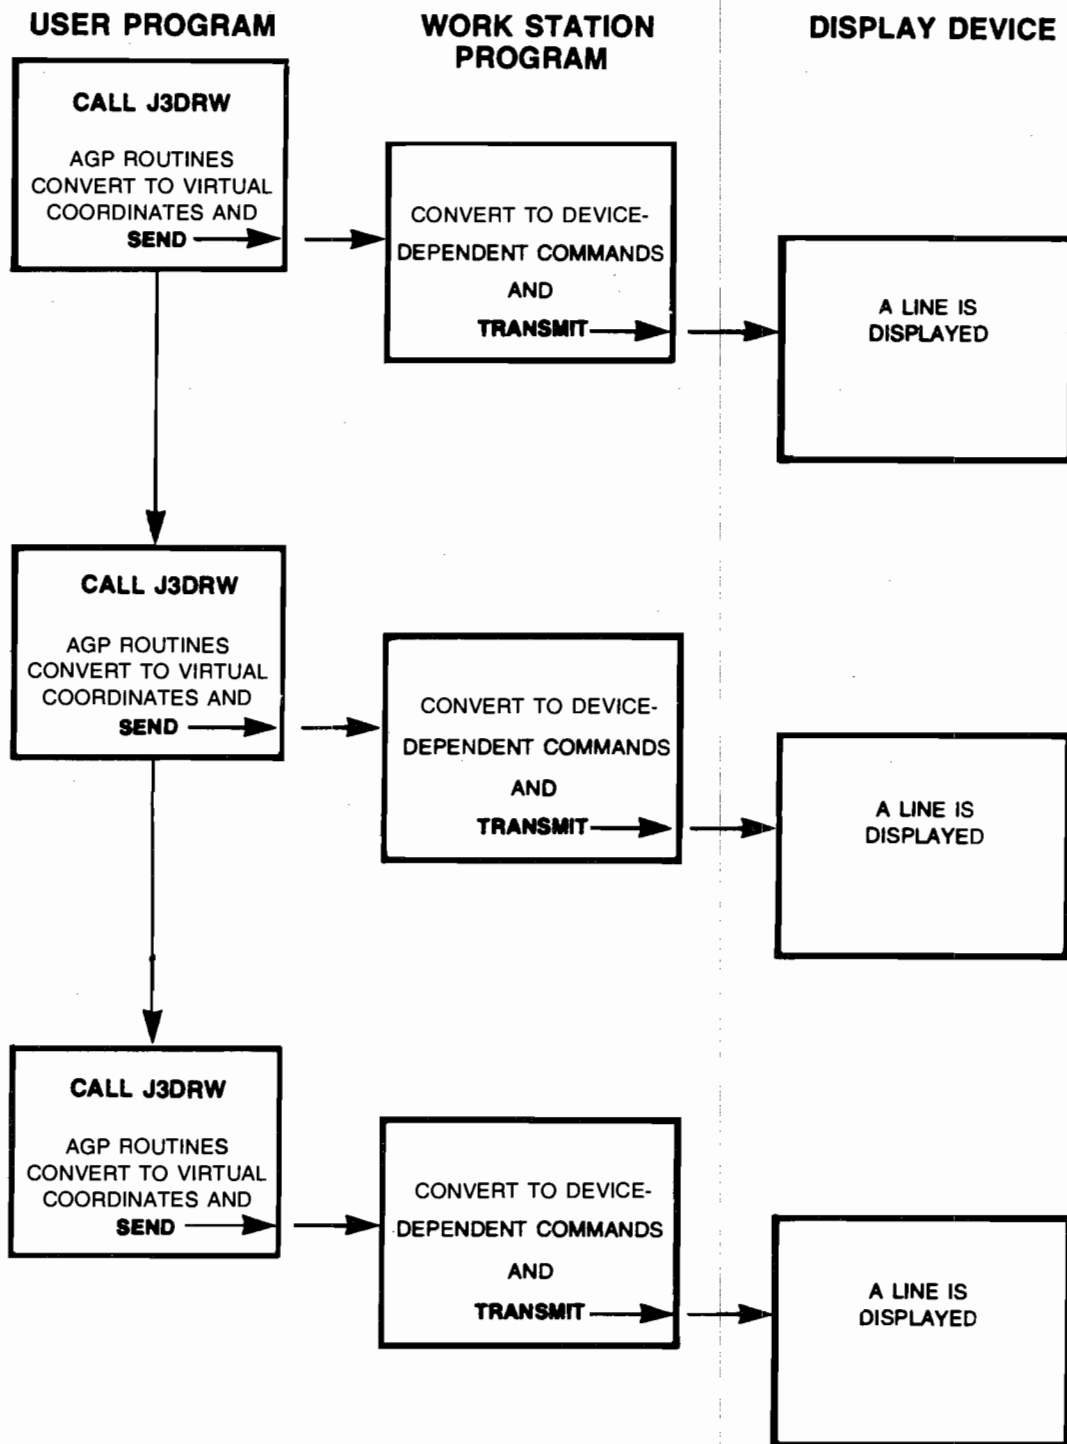 USER PROGRAM
WORK STATION
PROGRAM
DISPLAY DEVICE
CALL J3DRW
AGP ROUTINES
CONVERT TO VIRTUAL
COORDINATES AND
SEND
CONVERT TO DEVICE-
DEPENDENT COMMANDS
AND
TRANSMIT
A LINE IS
DISPLAYED
CALL J3DRW
AGP ROUTINES
CONVERT TO VIRTUAL
COORDINATES AND
SEND
CONVERT TO DEVICE-
DEPENDENT COMMANDS
AND
TRANSMIT
A LINE IS
DISPLAYED
CALL J3DRW
AGP ROUTINES
CONVERT TO VIRTUAL
COORDINATES AND
SEND
CONVERT TO DEVICE-
DEPENDENT COMMANDS
AND
TRANSMIT
A LINE IS
DISPLAYED